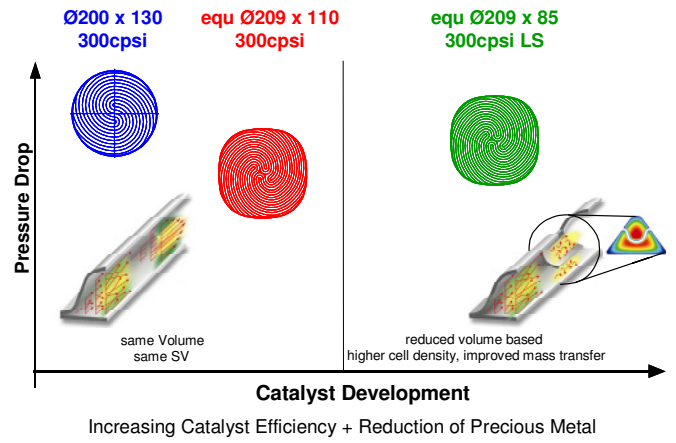 Ø200 x 130
300cpsi
equ Ø209 x 110
300cpsi
equ Ø209 x 85
300cpsi LS
Pressure Drop
same Volume
same SV
reduced volume based
higher cell density, improved mass transfer
Catalyst Development
Increasing Catalyst Efficiency + Reduction of Precious Metal